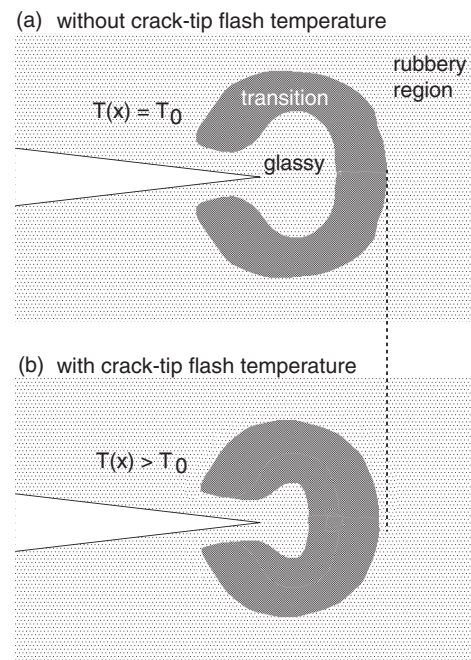 (a) without crack-tip flash temperature
rubbery
region
transition
T(x) = T0
glassy
(b) with crack-tip flash temperature
T(x) > T0